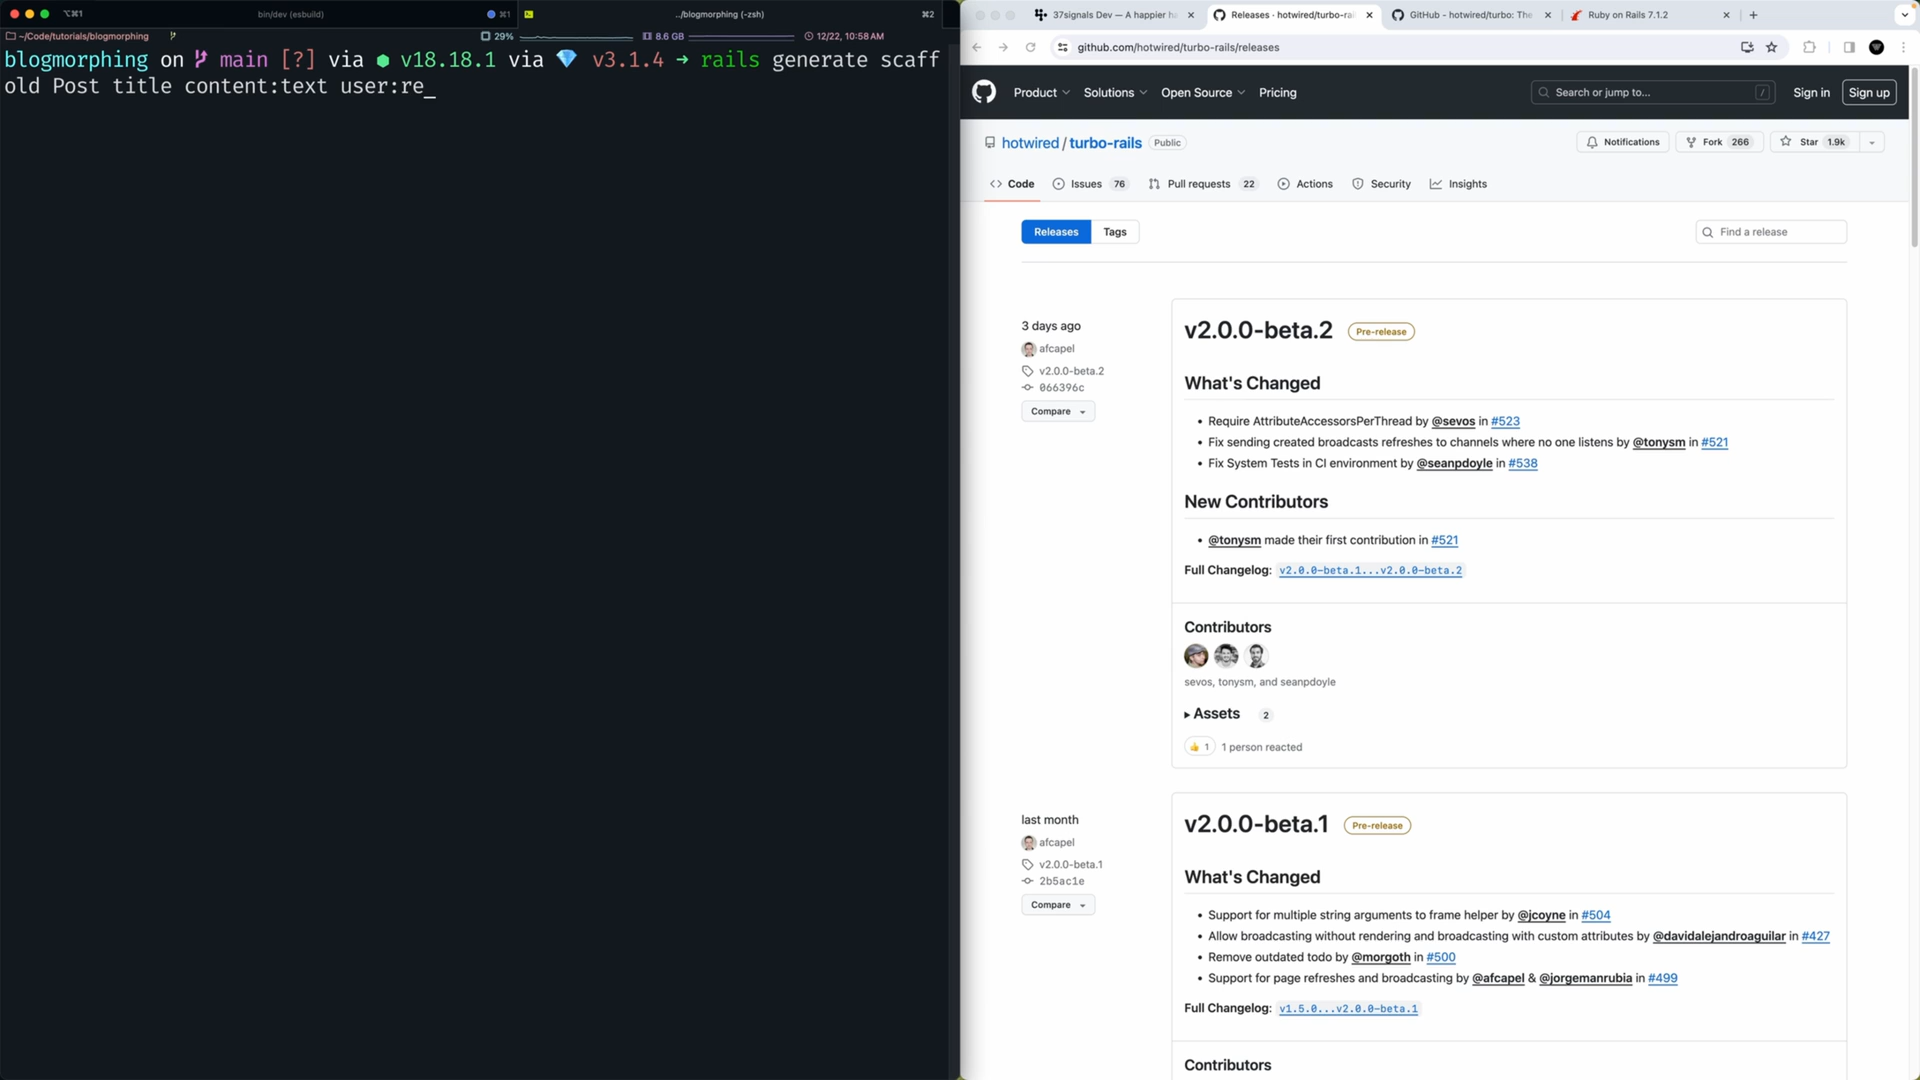 ⌥⌘1
bin/dev (esbuild)
⌘1
../blogmorphing (-zsh)
⌘2
~/Code/tutorials/blogmorphing
29%
8.6 GB
12/22, 10:58 AM
blogmorphing on main [?] via v18.18.1 via v3.1.4 → rails generate scaff
old Post title content:text user:re_
37signals Dev — A happier ha
Releases · hotwired/turbo-rai
GitHub - hotwired/turbo: The
Ruby on Rails 7.1.2
github.com/hotwired/turbo-rails/releases
Product
Solutions
Open Source
Pricing
Search or jump to...
/
Sign in
Sign up
hotwired / turbo-rails Public
Notifications
Fork 266
Star 1.9k
Code
Issues 76
Pull requests 22
Actions
Security
Insights
Releases
Tags
Find a release
3 days ago
afcapel
v2.0.0-beta.2
066396c
Compare
v2.0.0-beta.2 Pre-release
What's Changed
• Require AttributeAccessorsPerThread by @sevos in #523
• Fix sending created broadcasts refreshes to channels where no one listens by @tonysm in #521
• Fix System Tests in CI environment by @seanpdoyle in #538
New Contributors
• @tonysm made their first contribution in #521
Full Changelog: v2.0.0-beta.1...v2.0.0-beta.2
Contributors
sevos, tonysm, and seanpdoyle
Assets 2
👍 1 1 person reacted
last month
afcapel
v2.0.0-beta.1
2b5ac1e
Compare
v2.0.0-beta.1 Pre-release
What's Changed
• Support for multiple string arguments to frame helper by @jcoyne in #504
• Allow broadcasting without rendering and broadcasting with custom attributes by @davidalejandroaguilar in #427
• Remove outdated todo by @morgoth in #500
• Support for page refreshes and broadcasting by @afcapel & @jorgemanrubia in #499
Full Changelog: v1.5.0...v2.0.0-beta.1
Contributors